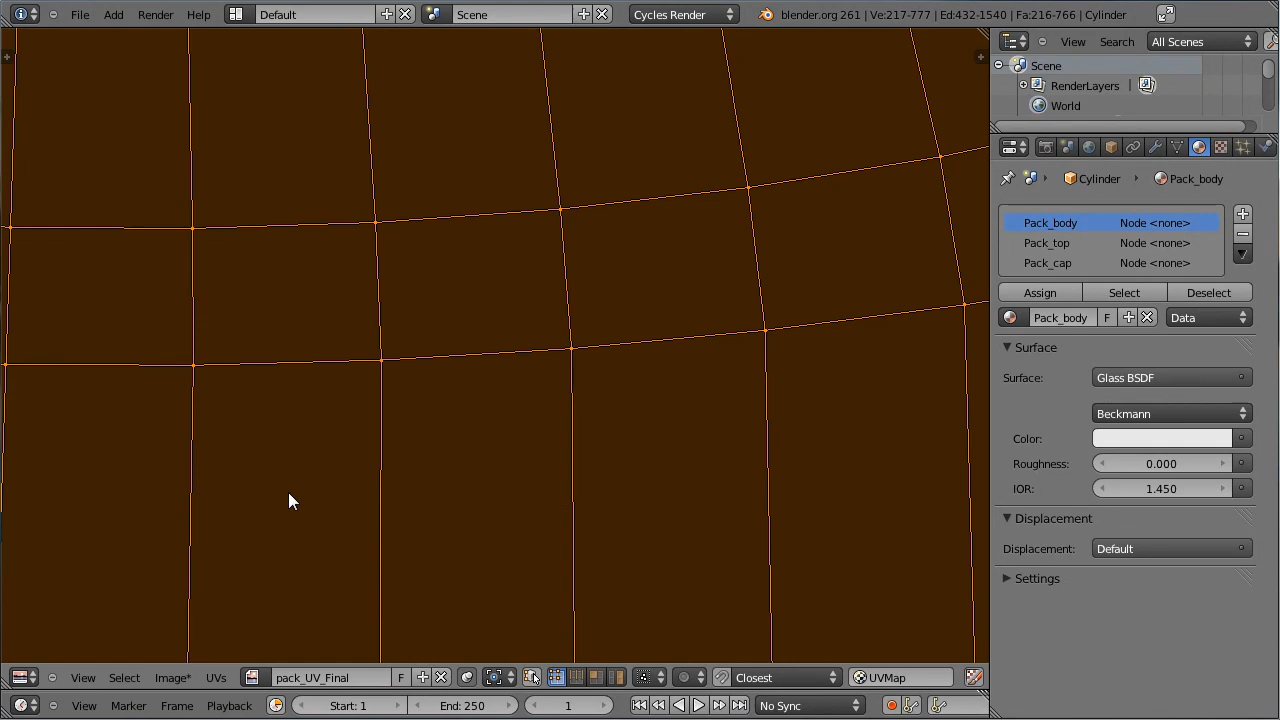 File Add Render Help Default Scene Cycles Render blender.org 261 | Ve:217-777 | Ed:432-1540 | Fa:216-766 | Cylinder
View Search All Scenes
Scene
RenderLayers |
World
Cylinder Pack_body
Pack_body Node <none>
Pack_top Node <none>
Pack_cap Node <none>
Assign Select Deselect
Pack_body F Data
Surface
Surface: Glass BSDF
Beckmann
Color:
Roughness: 0.000
IOR: 1.450
Displacement
Displacement: Default
Settings
View Select Image* UVs pack_UV_Final F Closest UVMap
View Marker Frame Playback Start: 1 End: 250 1 No Sync